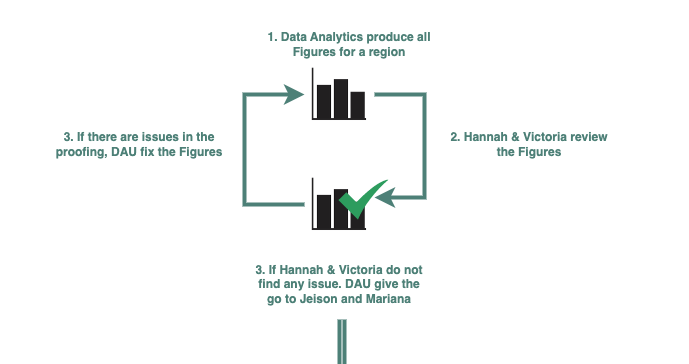 1. Data Analytics produce all
Figures for a region
3. If there are issues in the
proofing, DAU fix the Figures
2. Hannah & Victoria review
the Figures
3. If Hannah & Victoria do not
find any issue. DAU give the
go to Jeison and Mariana